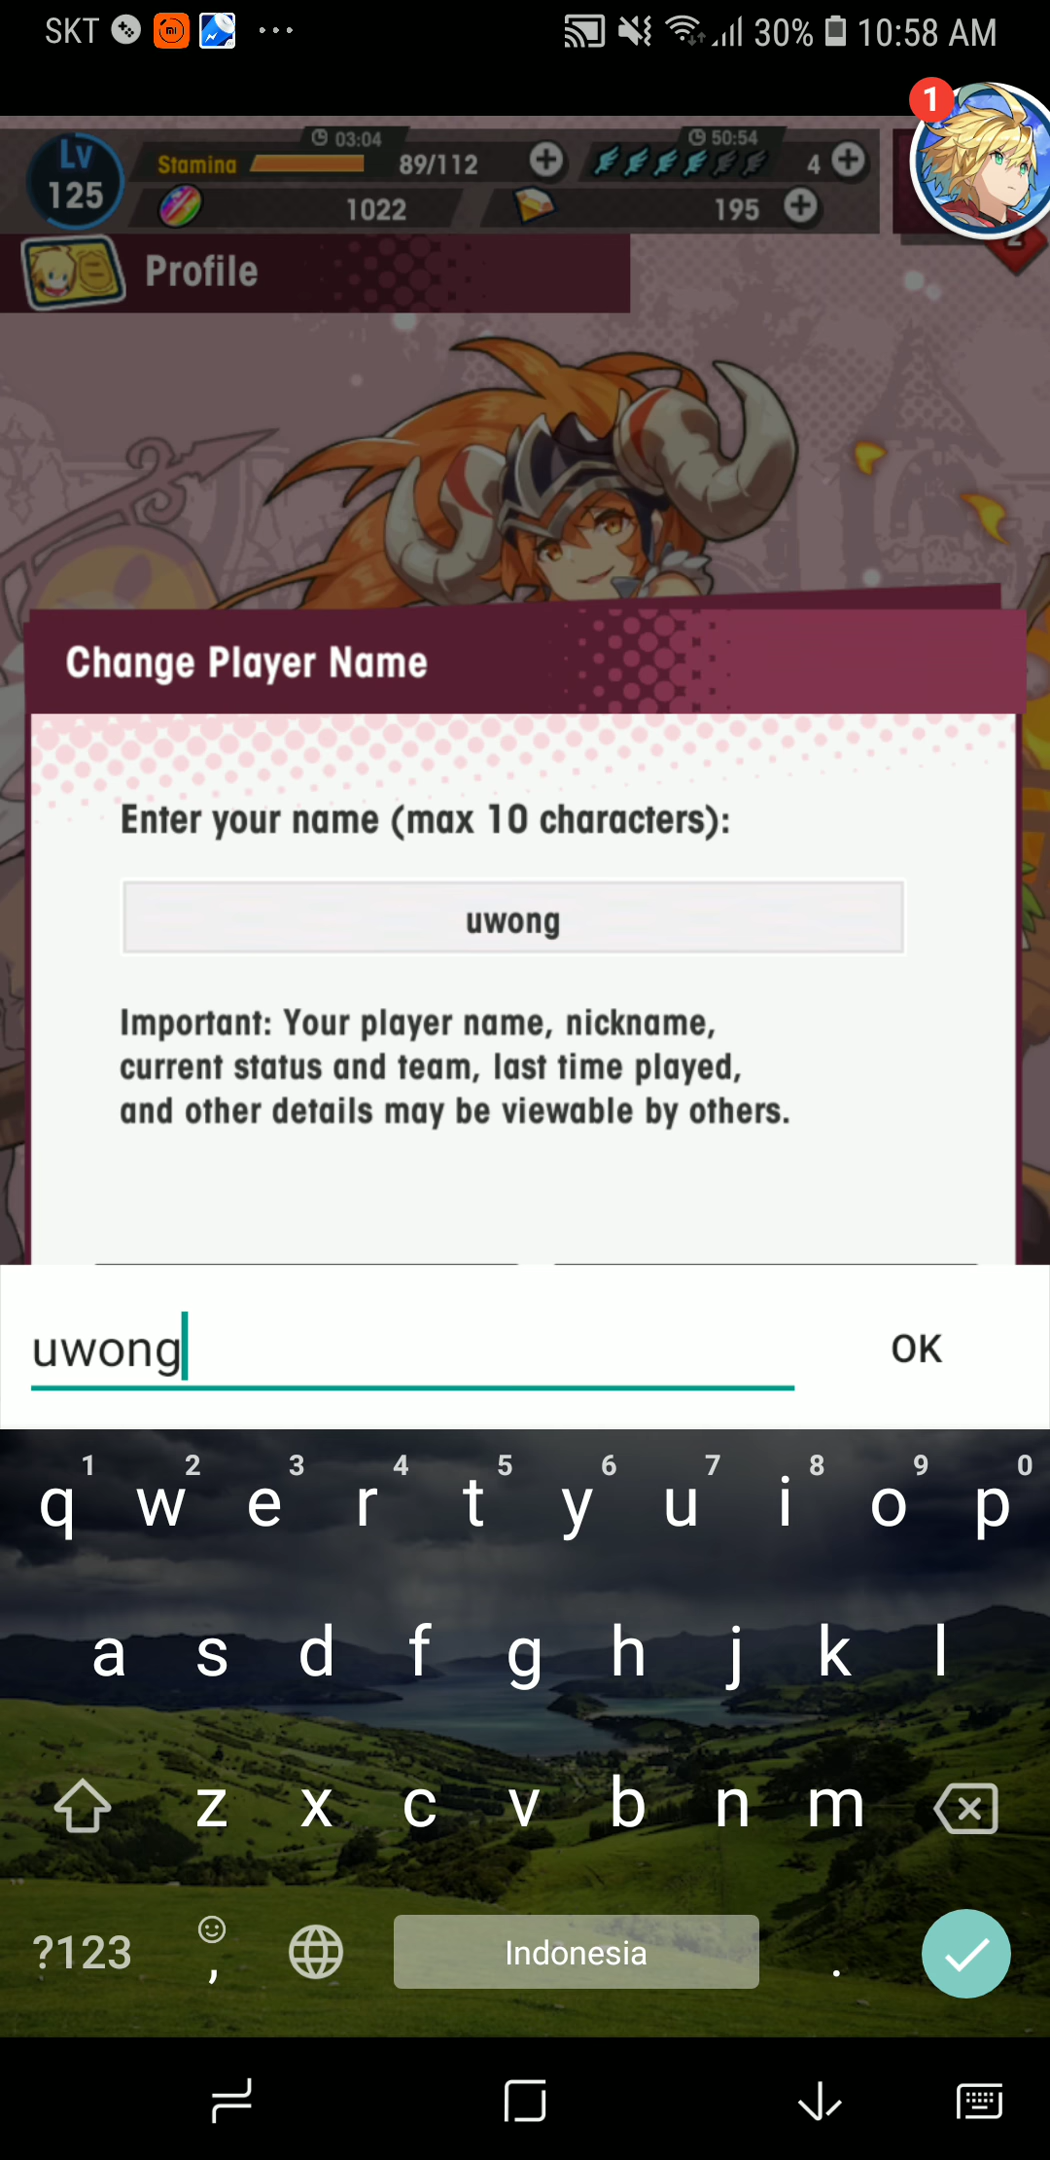 SKT ... 30% 10:58 AM
1
Lv 125
03:04
Stamina 89/112
50:54
4
1022
195
2
Profile
Change Player Name
Enter your name (max 10 characters):
uwong
Important: Your player name, nickname,
current status and team, last time played,
and other details may be viewable by others.
uwong OK
1 2 3 4 5 6 7 8 9 0
q w e r t y u i o p
a s d f g h j k l
z x c v b n m
?123 , Indonesia .